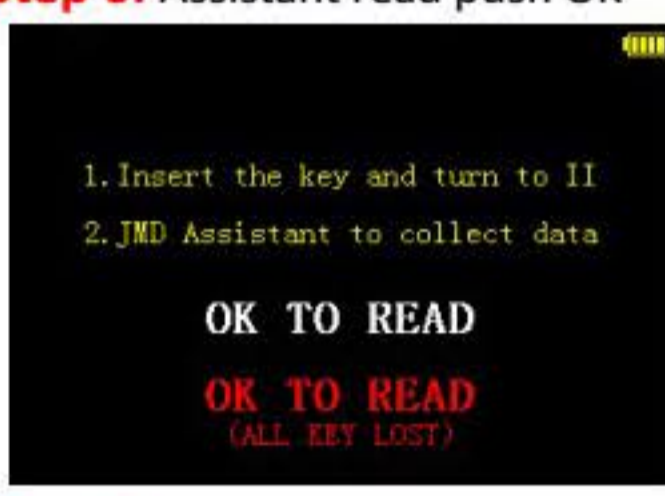 Assistant read push OK
1.Insert the key and turn to II
2.JMD Assistant to collect data
OK TO READ
OK TO READ
(ALL KEY LOST)